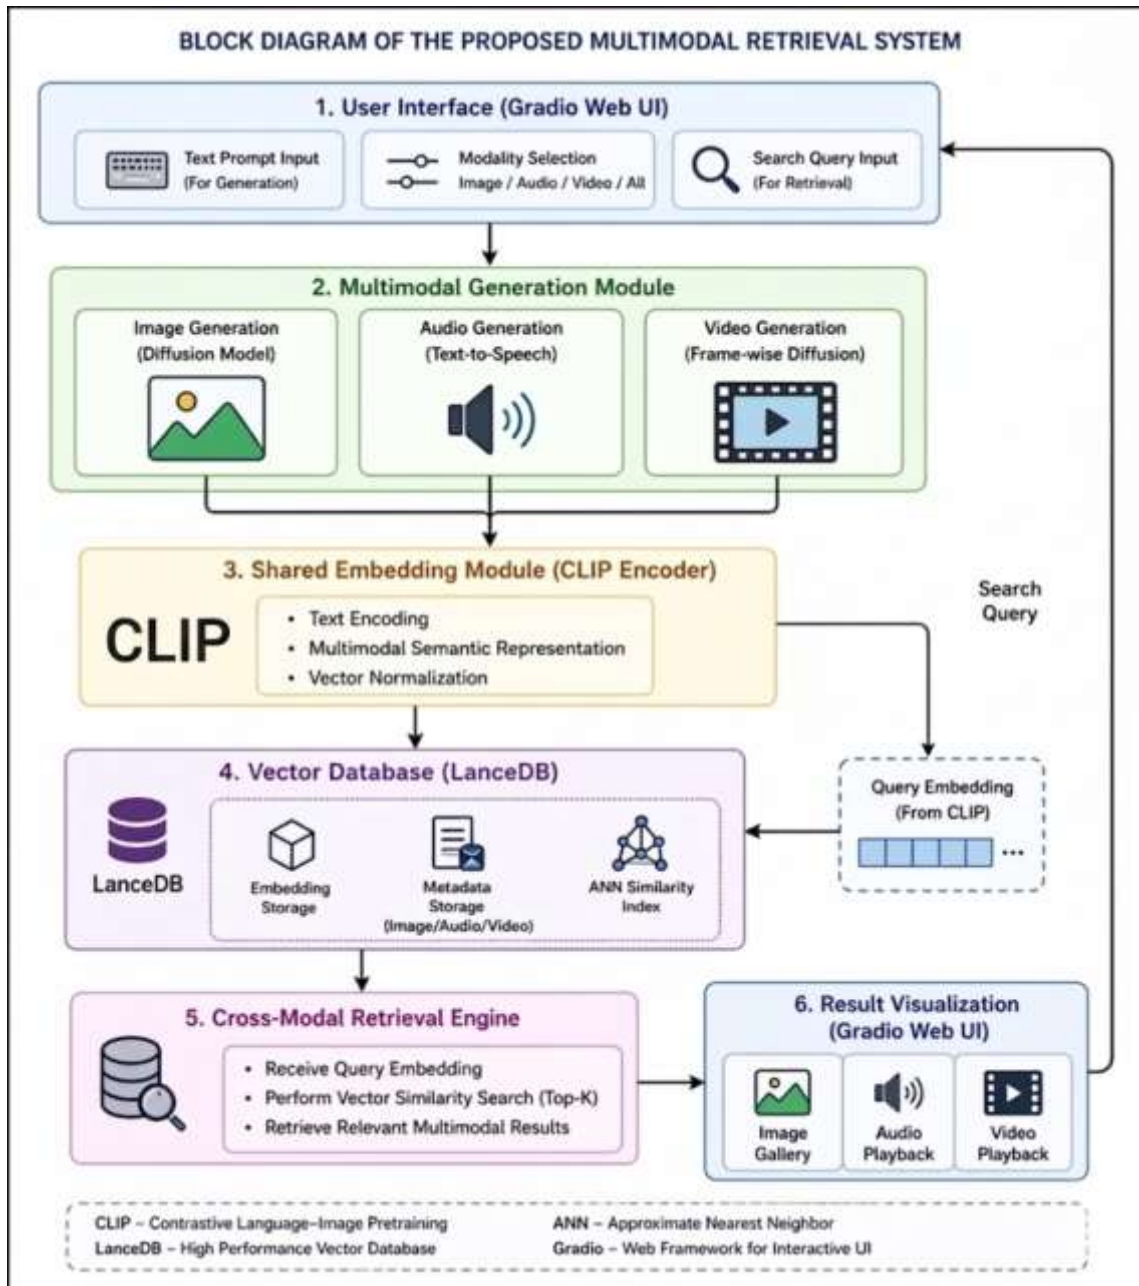 BLOCK DIAGRAM OF THE PROPOSED MULTIMODAL RETRIEVAL SYSTEM
1. User Interface (Gradio Web UI)
Text Prompt Input
(For Generation)
Modality Selection
Image / Audio / Video / All
Search Query Input
(For Retrieval)
2. Multimodal Generation Module
Image Generation
(Diffusion Model)
Audio Generation
(Text-to-Speech)
Video Generation
(Frame-wise Diffusion)
3. Shared Embedding Module (CLIP Encoder)
CLIP
• Text Encoding
• Multimodal Semantic Representation
• Vector Normalization
Search
Query
4. Vector Database (LanceDB)
LanceDB
Embedding
Storage
Metadata
Storage
(Image/Audio/Video)
ANN Similarity
Index
Query Embedding
(From CLIP)
...
5. Cross-Modal Retrieval Engine
• Receive Query Embedding
• Perform Vector Similarity Search (Top-K)
• Retrieve Relevant Multimodal Results
6. Result Visualization
(Gradio Web UI)
Image
Gallery
Audio
Playback
Video
Playback
CLIP – Contrastive Language–Image Pretraining
ANN – Approximate Nearest Neighbor
LanceDB – High Performance Vector Database
Gradio – Web Framework for Interactive UI